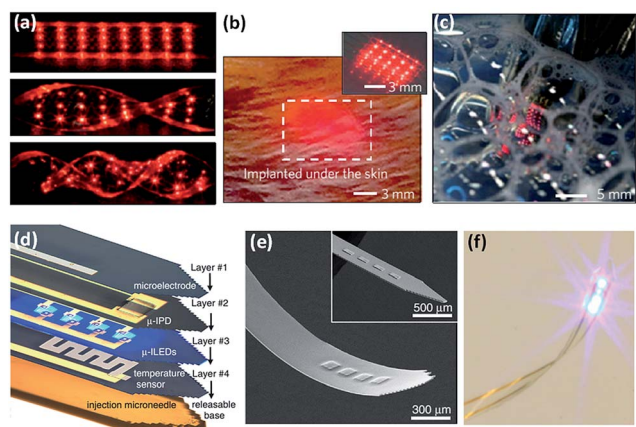 (a)
(b)
3 mm
Implanted under the skin
3 mm
(c)
5 mm
(d)
Layer #1
microelectrode
Layer #2
μ-IPD
Layer #3
μ-ILEDs
Layer #4
temperature
sensor
releasable
base
injection microneedle
(e)
500 μm
300 μm
(f)